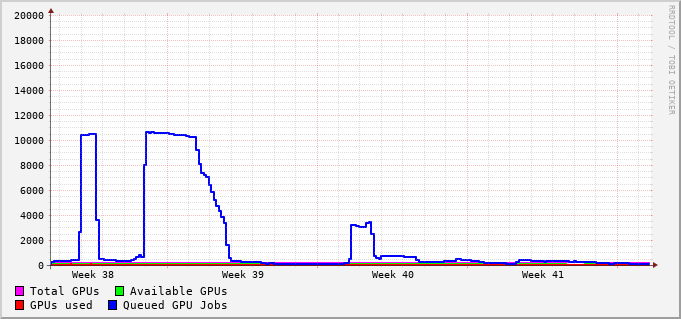 20000
18000
16000
14000
12000
10000
8000
6000
4000
2000
0
Week 38 Week 39 Week 40 Week 41
Total GPUs Available GPUs
GPUs used Queued GPU Jobs
RRDTOOL / TOBI OETIKER